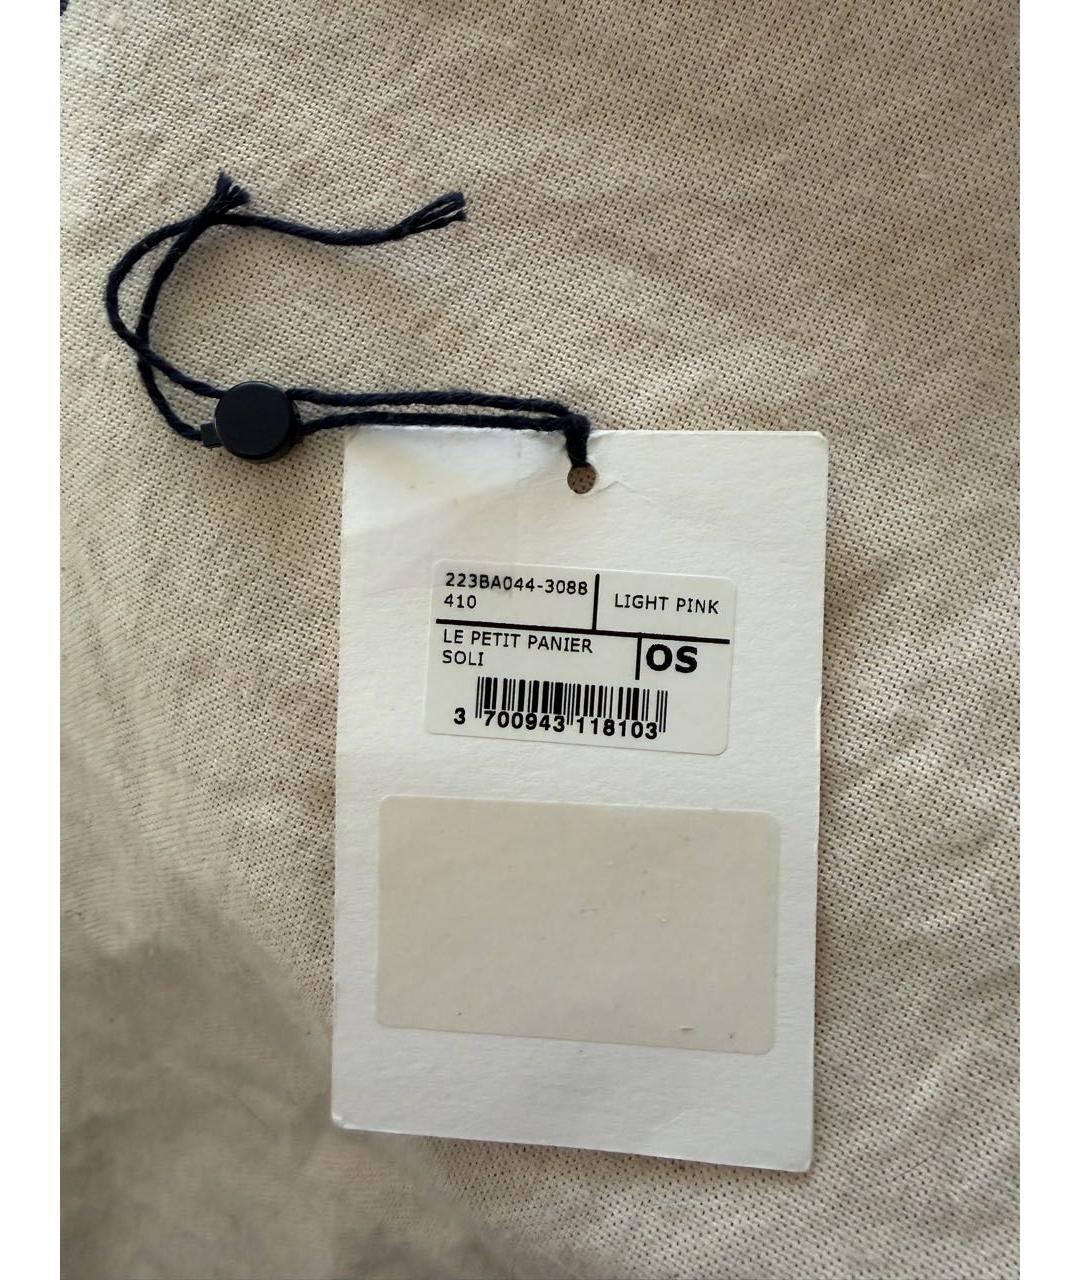 223BA044-3088
410
LIGHT PINK
LE PETIT PANIER
SOLI
OS
3 700943 118103